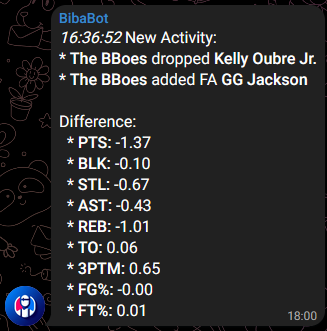 BibaBot
16:36:52 New Activity:
* The BBoes dropped Kelly Oubre Jr.
* The BBoes added FA GG Jackson
Difference:
* PTS: -1.37
* BLK: -0.10
* STL: -0.67
* AST: -0.43
* REB: -1.01
* TO: 0.06
* 3PTM: 0.65
* FG%: -0.00
* FT%: 0.01
18:00